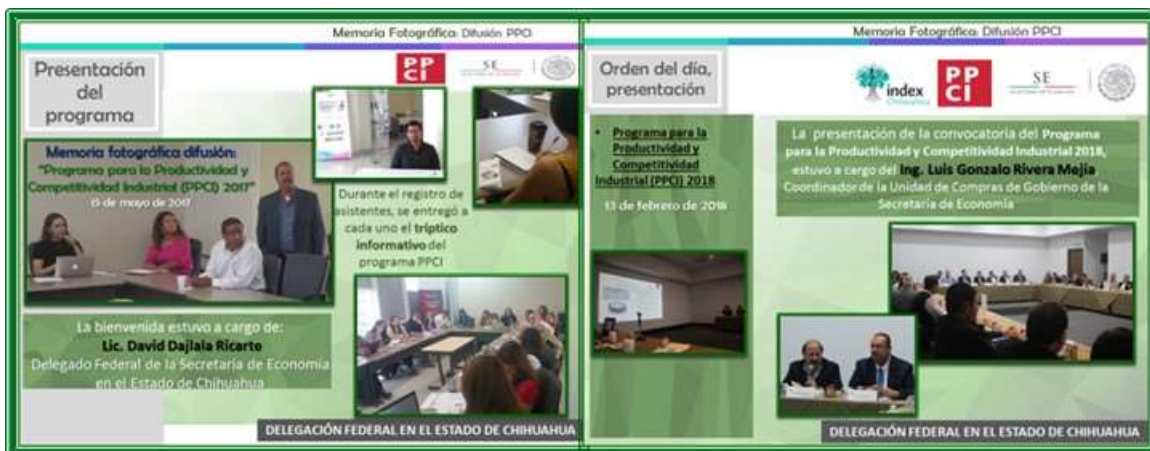 Memoria Fotográfica: Difusión PPCI
Presentación
del
programa
PP
CI
SE
Memoria fotográfica difusión:
"Programa para lo Productividad y
Competitividad Industrial (PPCI) 2017"
15 de mayo de 2017
Durante el registro de
asistentes, se entregó a
cada uno el tríptico
informativo del
programa PPCI
La bienvenida estuvo a cargo de:
Lic. David Dajlala Ricarte
Delegado Federal de la Secretaría de Economía
en el Estado de Chihuahua
DELEGACIÓN FEDERAL EN EL ESTADO DE CHIHUAHUA
Memoria Fotográfica: Difusión PPCI
Orden del día,
presentación
index
Chihuahua
PP
CI
SE
• Programa para la
Productividad y
Competitividad
Industrial (PPCI) 2018
13 de febrero de 2018
La presentación de la convocatoria del Programa
para la Productividad y Competitividad Industrial 2018,
estuvo a cargo del Ing. Luis Gonzalo Rivera Mejía
Coordinador de la Unidad de Compras de Gobierno de la
Secretaría de Economía
DELEGACIÓN FEDERAL EN EL ESTADO DE CHIHUAHUA